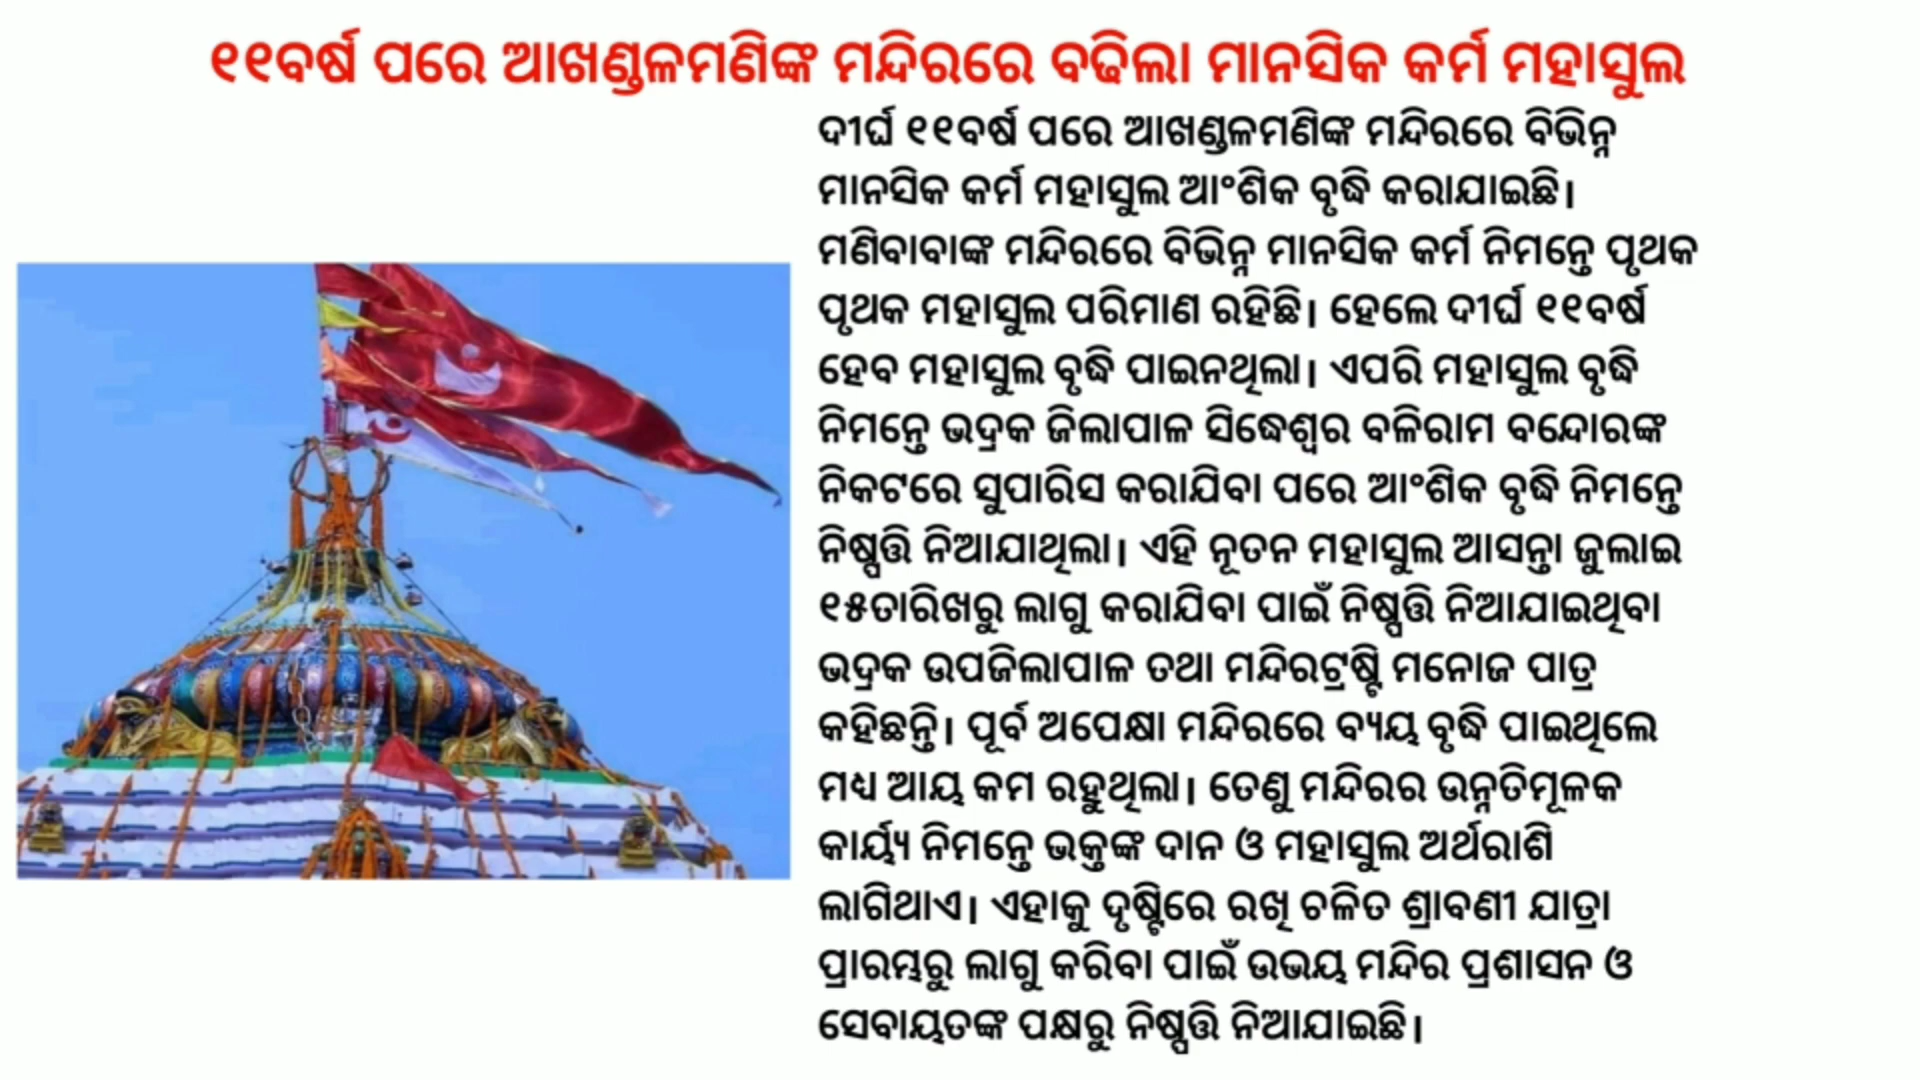 ୧୧ବର୍ଷ ପରେ ଆଖଣ୍ଡଳମଣିଙ୍କ ମନ୍ଦିରରେ ବଢିଲା ମାନସିକ କର୍ମ ମହାସୁଲ
ଦୀର୍ଘ ୧୧ବର୍ଷ ପରେ ଆଖଣ୍ଡଳମଣିଙ୍କ ମନ୍ଦିରରେ ବିଭିନ୍ନ
ମାନସିକ କର୍ମ ମହାସୁଲ ଆଂଶିକ ବୃଦ୍ଧି କରାଯାଇଛି।
ମଣିବାବାଙ୍କ ମନ୍ଦିରରେ ବିଭିନ୍ନ ମାନସିକ କର୍ମ ନିମନ୍ତେ ପୃଥକ
ପୃଥକ ମହାସୁଲ ପରିମାଣ ରହିଛି। ହେଲେ ଦୀର୍ଘ ୧୧ବର୍ଷ
ହେବ ମହାସୁଲ ବୃଦ୍ଧି ପାଇନଥିଲା। ଏପରି ମହାସୁଲ ବୃଦ୍ଧି
ନିମନ୍ତେ ଭଦ୍ରକ ଜିଲାପାଳ ସିଦ୍ଧେଶ୍ୱର ବଳିରାମ ବନ୍ଦୋରଙ୍କ
ନିକଟରେ ସୁପାରିସ କରାଯିବା ପରେ ଆଂଶିକ ବୃଦ୍ଧି ନିମନ୍ତେ
ନିଷ୍ପତ୍ତି ନିଆଯାଥିଲା। ଏହି ନୂତନ ମହାସୁଲ ଆସନ୍ତା ଜୁଲାଇ
୧୫ତାରିଖରୁ ଲାଗୁ କରାଯିବା ପାଇଁ ନିଷ୍ପତ୍ତି ନିଆଯାଇଥିବା
ଭଦ୍ରକ ଉପଜିଲାପାଳ ତଥା ମନ୍ଦିରଟ୍ରଷ୍ଟି ମନୋଜ ପାତ୍ର
କହିଛନ୍ତି। ପୂର୍ବ ଅପେକ୍ଷା ମନ୍ଦିରରେ ବ୍ୟୟ ବୃଦ୍ଧି ପାଇଥିଲେ
ମଧ୍ୟ ଆୟ କମ ରହୁଥିଲା। ତେଣୁ ମନ୍ଦିରର ଉନ୍ନତିମୂଳକ
କାର୍ଯ୍ୟ ନିମନ୍ତେ ଭକ୍ତଙ୍କ ଦାନ ଓ ମହାସୁଲ ଅର୍ଥରାଶି
ଲାଗିଥାଏ। ଏହାକୁ ଦୃଷ୍ଟିରେ ରଖି ଚଳିତ ଶ୍ରାବଣୀ ଯାତ୍ରା
ପ୍ରାରମ୍ଭରୁ ଲାଗୁ କରିବା ପାଇଁ ଉଭୟ ମନ୍ଦିର ପ୍ରଶାସନ ଓ
ସେବାୟତଙ୍କ ପକ୍ଷରୁ ନିଷ୍ପତ୍ତି ନିଆଯାଇଛି।